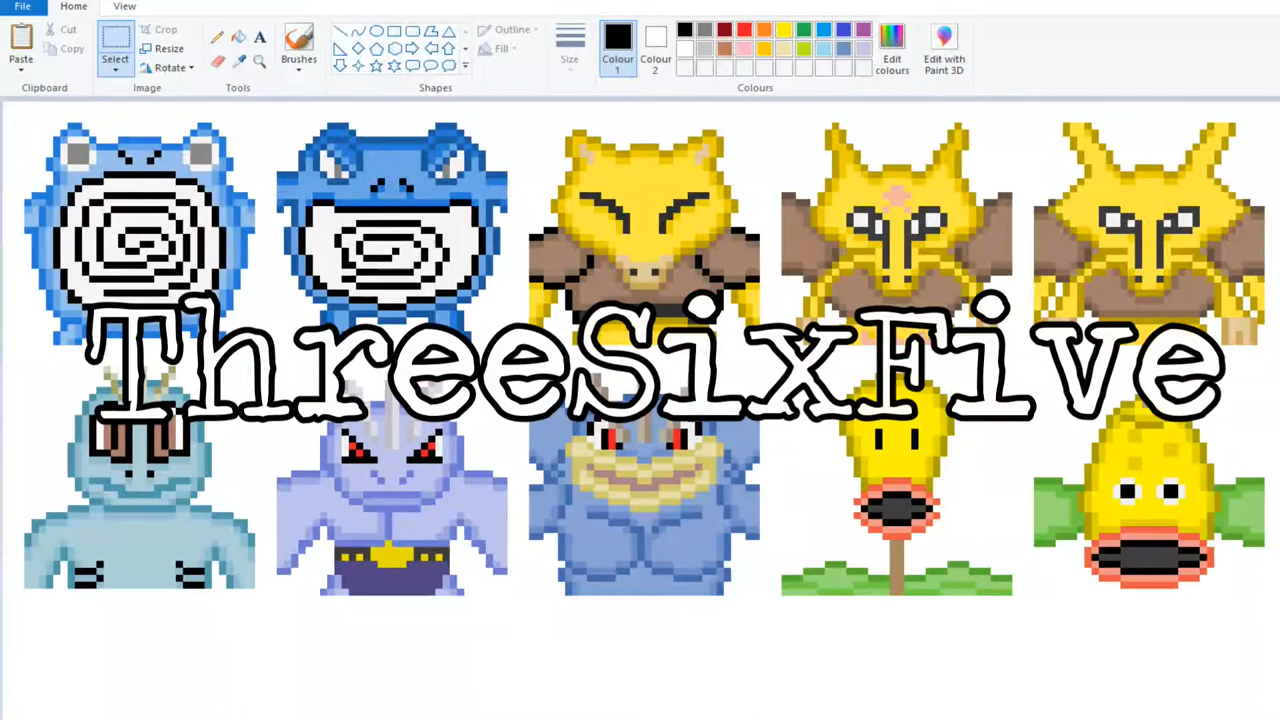 File Home View
Paste Cut Copy Select Crop Resize Rotate A Brushes Outline Fill Size Colour 1 Colour 2 Edit colours Edit with Paint 3D
Clipboard Image Tools Shapes Colours
ThreeSixFive